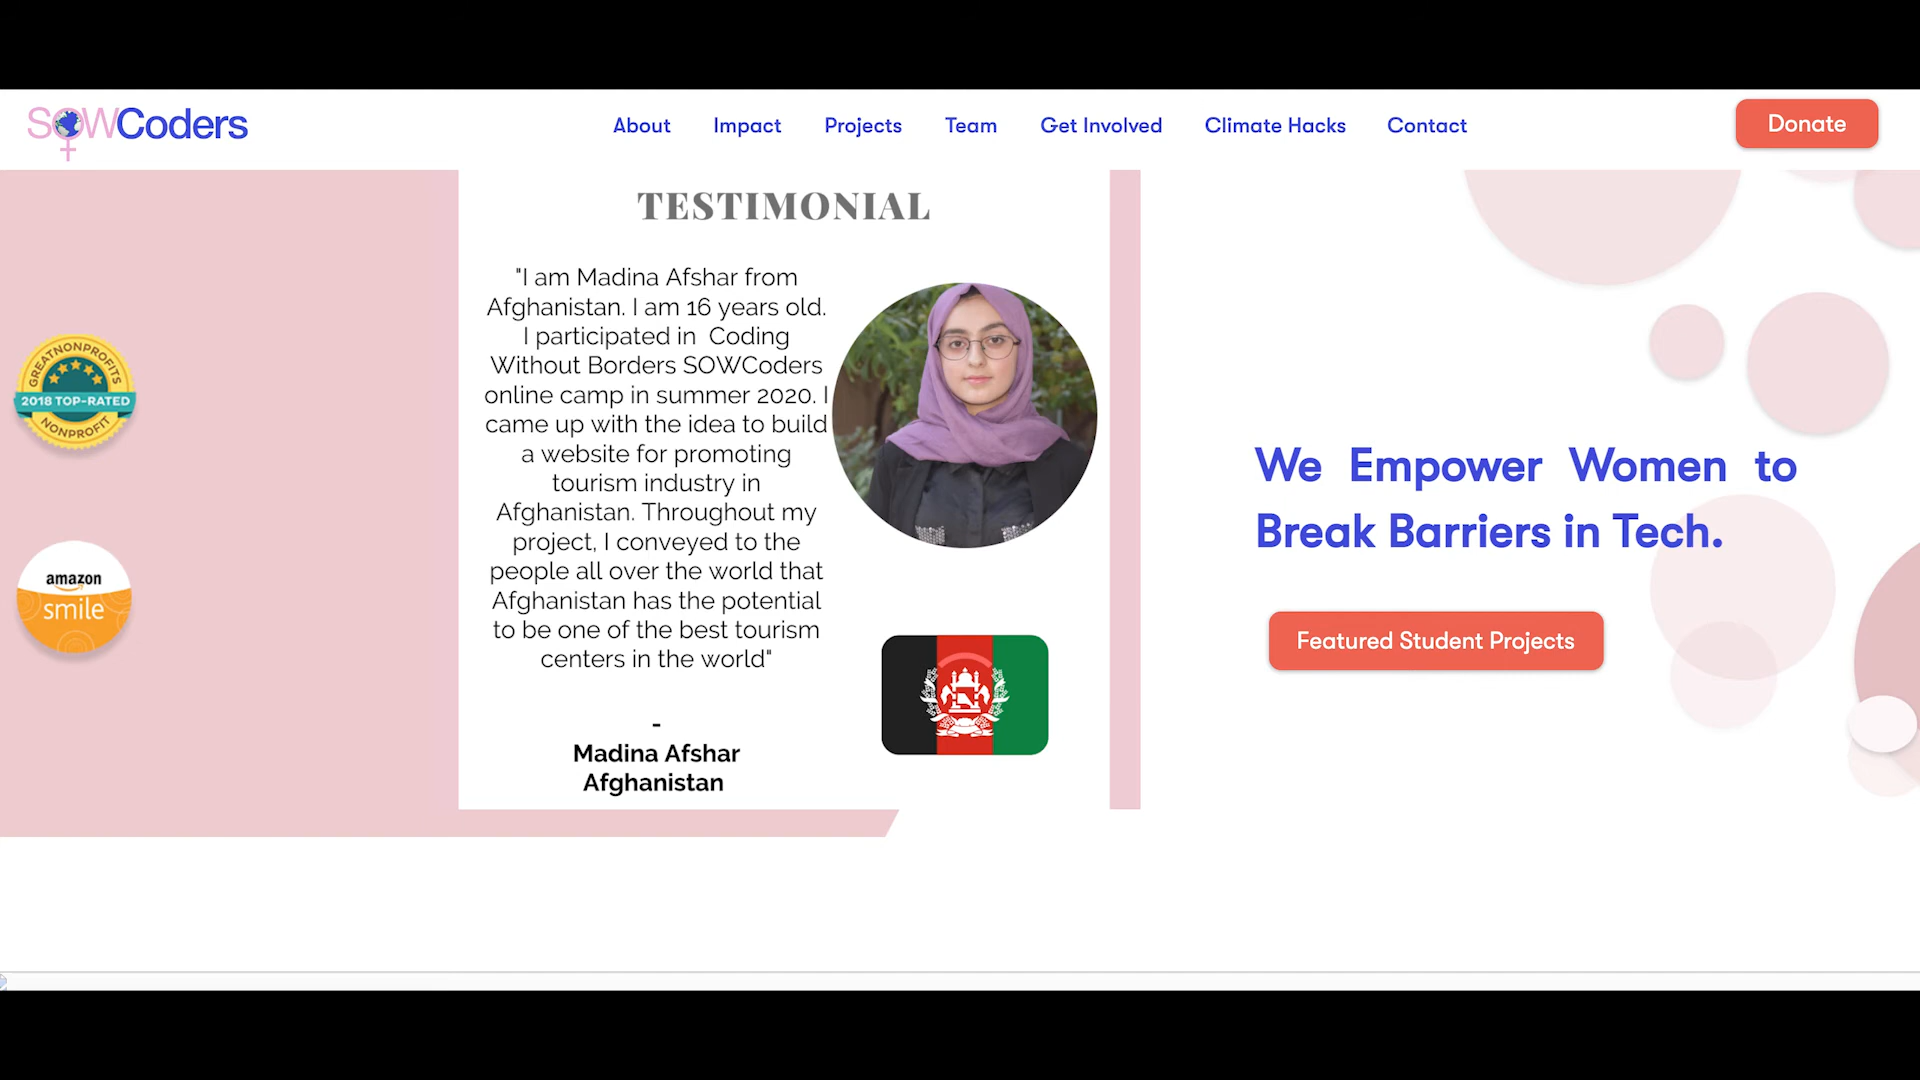 SOWCoders
About Impact Projects Team Get Involved Climate Hacks Contact
Donate
TESTIMONIAL
"I am Madina Afshar from
Afghanistan. I am 16 years old.
I participated in Coding
Without Borders SOWCoders
online camp in summer 2020. I
came up with the idea to build
a website for promoting
tourism industry in
Afghanistan. Throughout my
project, I conveyed to the
people all over the world that
Afghanistan has the potential
to be one of the best tourism
centers in the world"
-
Madina Afshar
Afghanistan
GREATNONPROFITS
2018 TOP-RATED
NONPROFIT
amazon
smile
We Empower Women to
Break Barriers in Tech.
Featured Student Projects